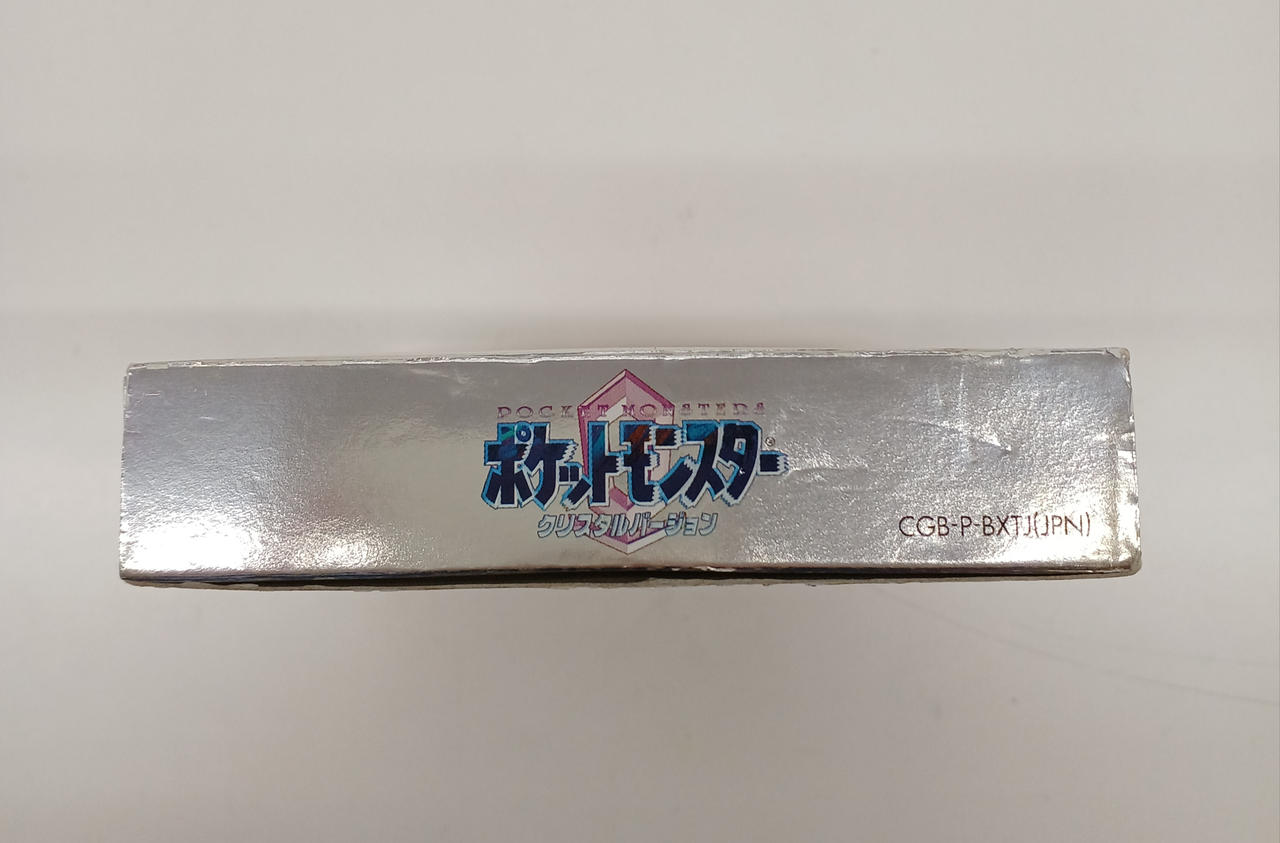 POCKET MONSTERS
ポケットモンスター®
クリスタルバージョン
CGB-P-BXTJ(JPN)